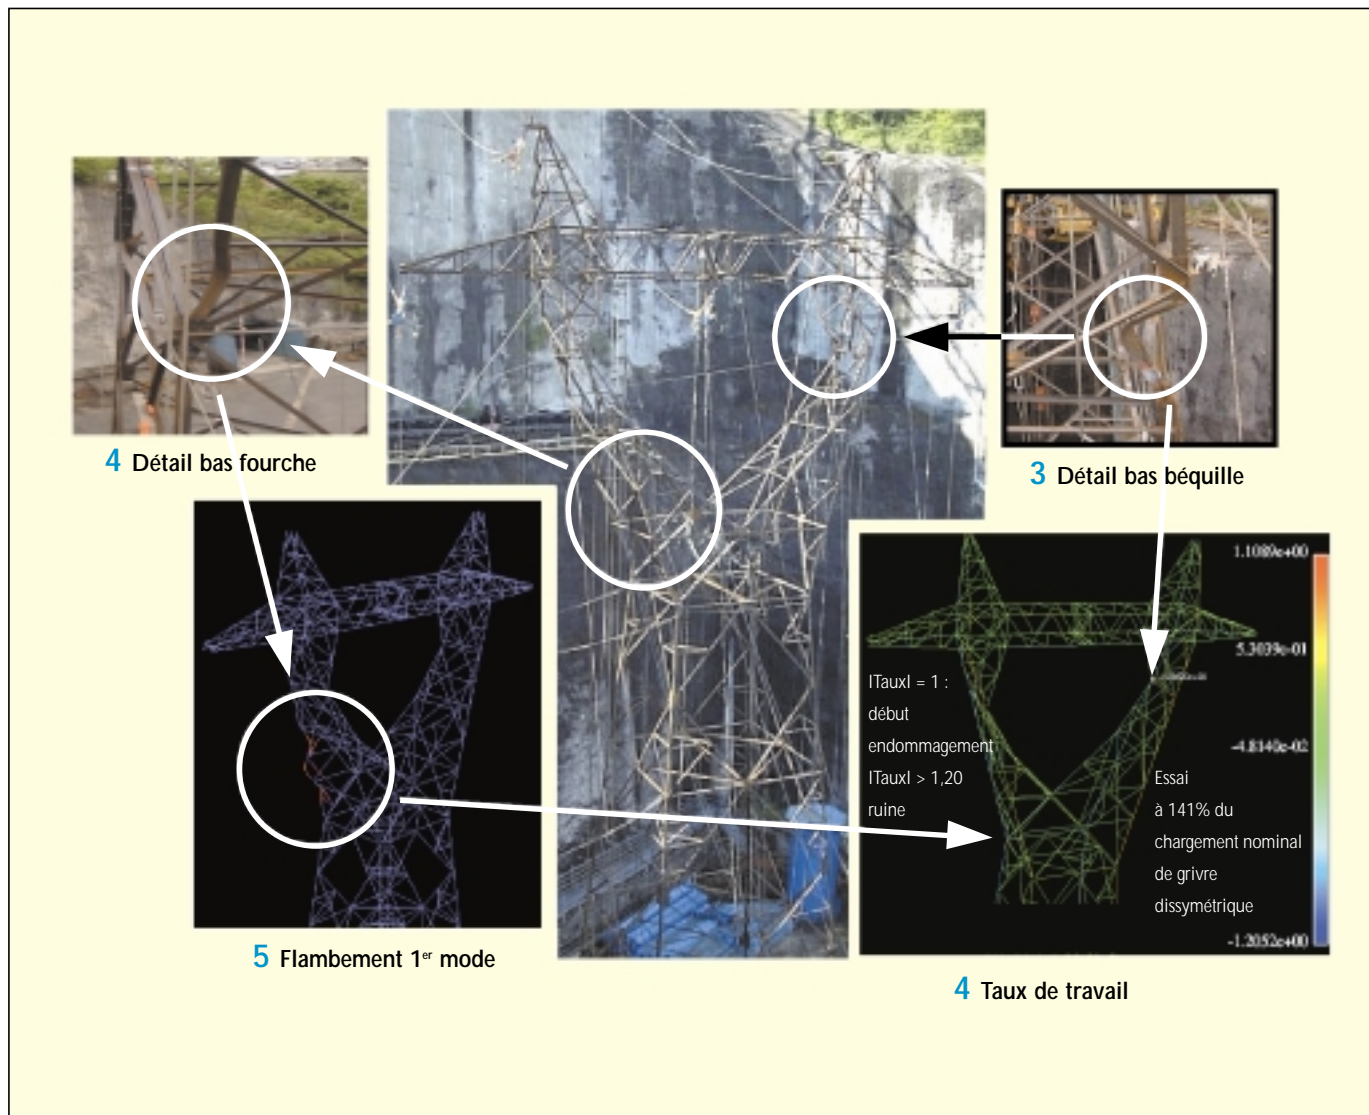 4 Détail bas fourche
3 Détail bas béquille
1.1089e+00
5.3039e-01
-4.8140e-02
-1.2052e+00
ITauxI = 1 :
début
endommagement
ITauxI > 1,20
ruine
Essai
à 141% du
chargement nominal
de grivre
dissymétrique
5 Flambement 1er mode
4 Taux de travail